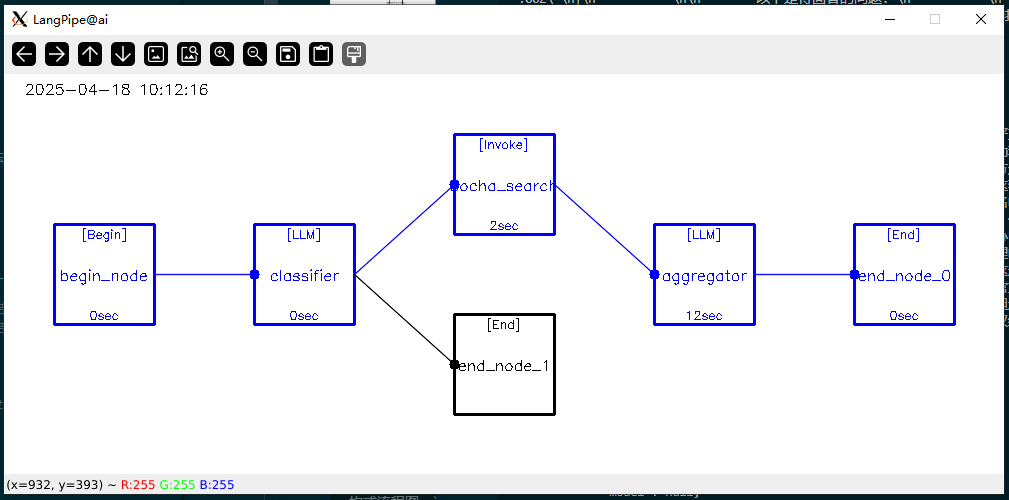 LangPipe@ai
2025-04-18 10:12:16
[Invoke]
ocha_search
2sec
[Begin]
begin_node
0sec
[LLM]
classifier
0sec
[LLM]
aggregator
12sec
[End]
end_node_0
0sec
[End]
end_node_1
(x=932, y=393) ~ R:255 G:255 B:255